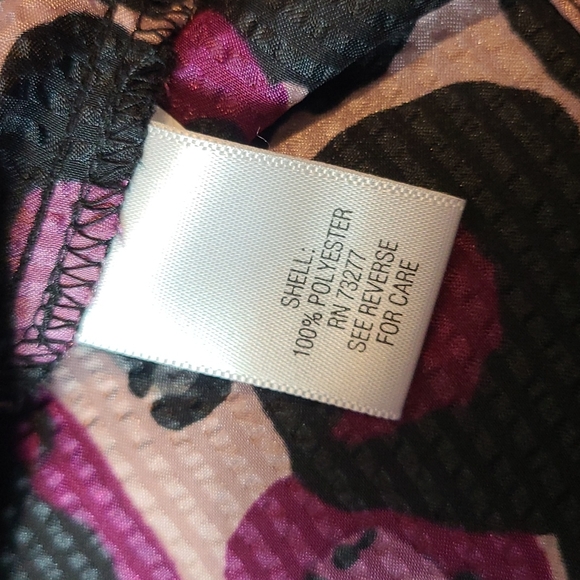 SHELL:
100% POLYESTER
RN 73277
SEE REVERSE
FOR CARE